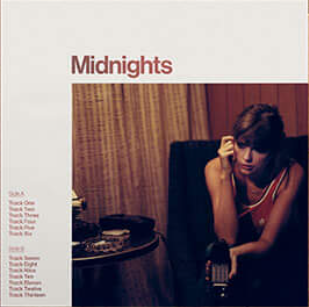 Midnights
Side A
Track One
Track Two
Track Three
Track Four
Track Five
Track Six
Side B
Track Seven
Track Eight
Track Nine
Track Ten
Track Eleven
Track Twelve
Track Thirteen